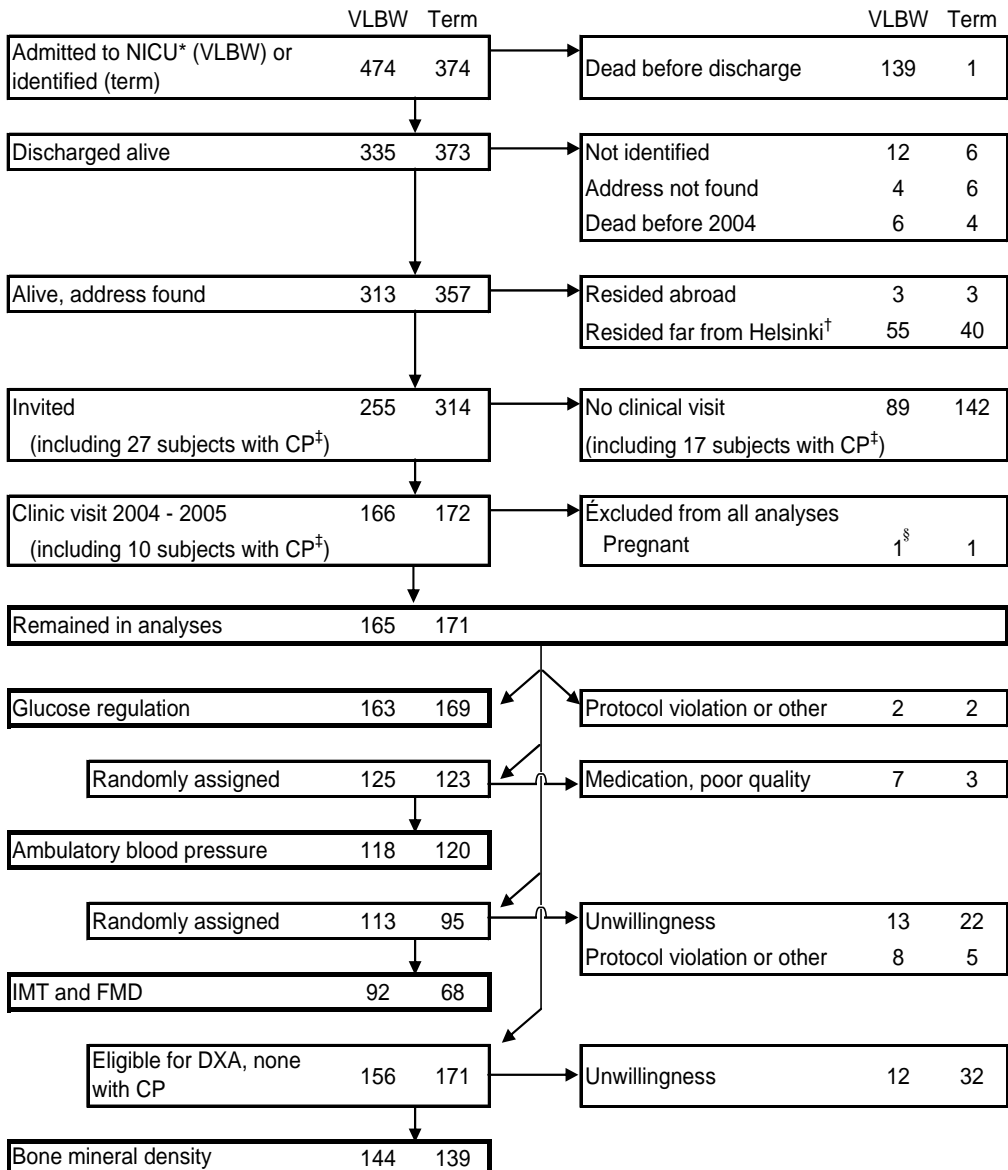 VLBW Term VLBW Term
Admitted to NICU* (VLBW) or identified (term) 474 374 Dead before discharge 139 1
Discharged alive 335 373 Not identified 12 6
Address not found 4 6
Dead before 2004 6 4
Alive, address found 313 357 Resided abroad 3 3
Resided far from Helsinki† 55 40
Invited 255 314 No clinical visit 89 142
(including 27 subjects with CP‡) (including 17 subjects with CP‡)
Clinic visit 2004 - 2005 166 172 Éxcluded from all analyses
(including 10 subjects with CP‡) Pregnant 1§ 1
Remained in analyses 165 171
Glucose regulation 163 169 Protocol violation or other 2 2
Randomly assigned 125 123 Medication, poor quality 7 3
Ambulatory blood pressure 118 120
Randomly assigned 113 95 Unwillingness 13 22
Protocol violation or other 8 5
IMT and FMD 92 68
Eligible for DXA, none with CP 156 171 Unwillingness 12 32
Bone mineral density 144 139